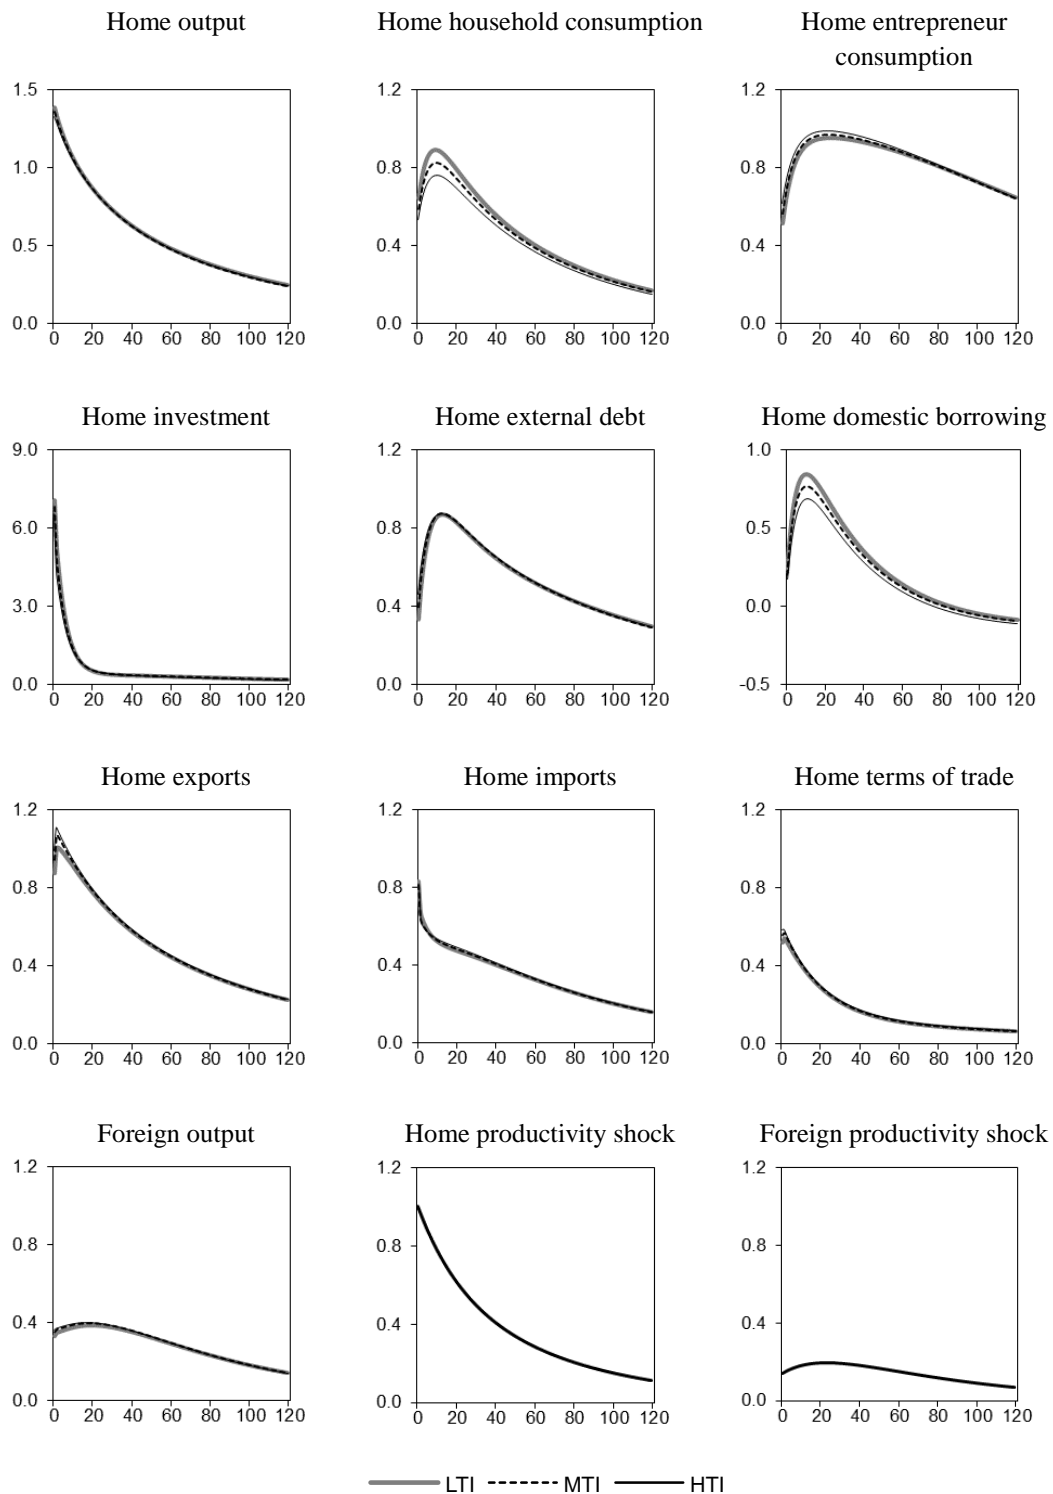 Home output
Home household consumption
Home entrepreneur
consumption
1.5
1.0
0.5
0.0
0 20 40 60 80 100 120
1.2
0.8
0.4
0.0
0 20 40 60 80 100 120
1.2
0.8
0.4
0.0
0 20 40 60 80 100 120
Home investment
Home external debt
Home domestic borrowing
9.0
6.0
3.0
0.0
0 20 40 60 80 100 120
1.2
0.8
0.4
0.0
0 20 40 60 80 100 120
1.0
0.5
0.0
-0.5
0 20 40 60 80 100 120
Home exports
Home imports
Home terms of trade
1.2
0.8
0.4
0.0
0 20 40 60 80 100 120
1.2
0.8
0.4
0.0
0 20 40 60 80 100 120
1.2
0.8
0.4
0.0
0 20 40 60 80 100 120
Foreign output
Home productivity shock
Foreign productivity shock
1.2
0.8
0.4
0.0
0 20 40 60 80 100 120
1.2
0.8
0.4
0.0
0 20 40 60 80 100 120
1.2
0.8
0.4
0.0
0 20 40 60 80 100 120
LTI MTI HTI